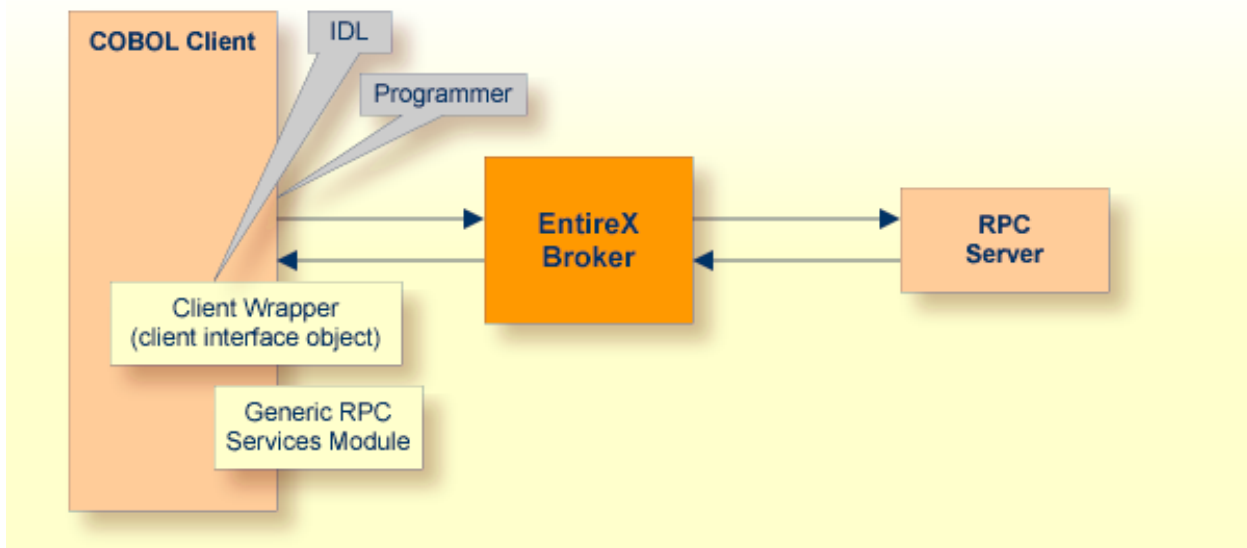 COBOL Client
IDL
Programmer
EntireX
Broker
RPC
Server
Client Wrapper
(client interface object)
Generic RPC
Services Module